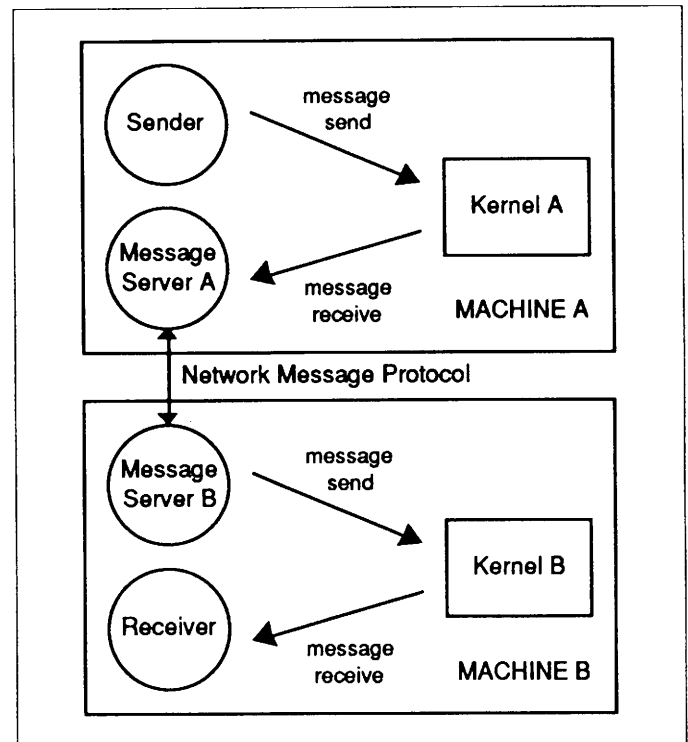 Sender
message
send
Kernel A
Message
Server A
message
receive
MACHINE A
Network Message Protocol
Message
Server B
message
send
Kernel B
Receiver
message
receive
MACHINE B